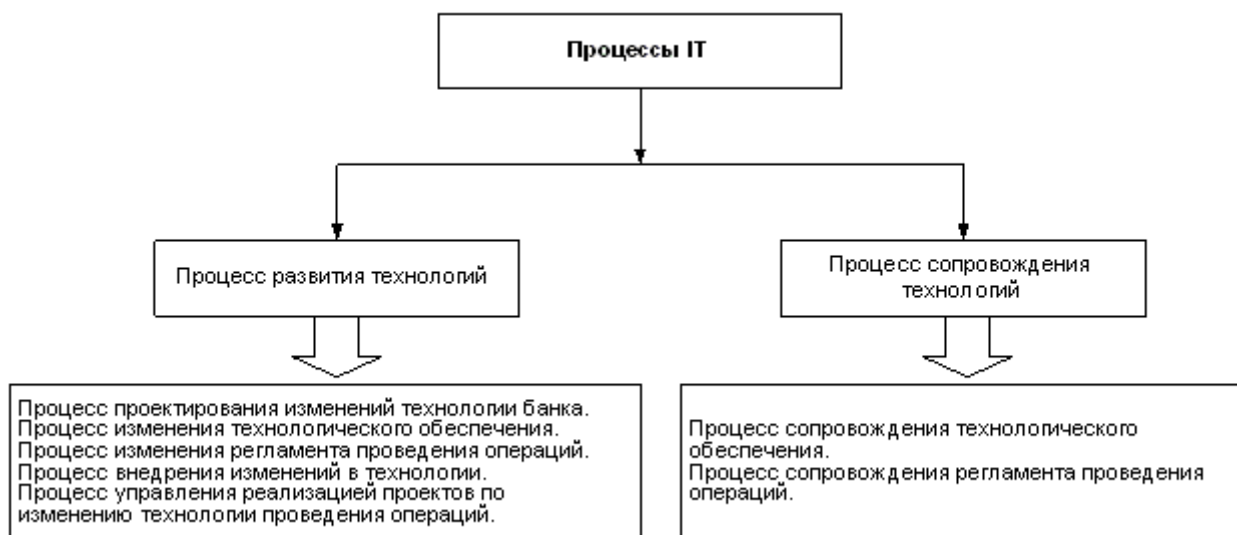 Процессы IT
Процесс развития технологий
Процесс сопровождения
технологий
Процесс проектирования изменений технологии банка.
Процесс изменения технологического обеспечения.
Процесс изменения регламента проведения операций.
Процесс внедрения изменений в технологии.
Процесс управления реализацией проектов по
изменению технологии проведения операций.
Процесс сопровождения технологического
обеспечения.
Процесс сопровождения регламента проведения
операций.